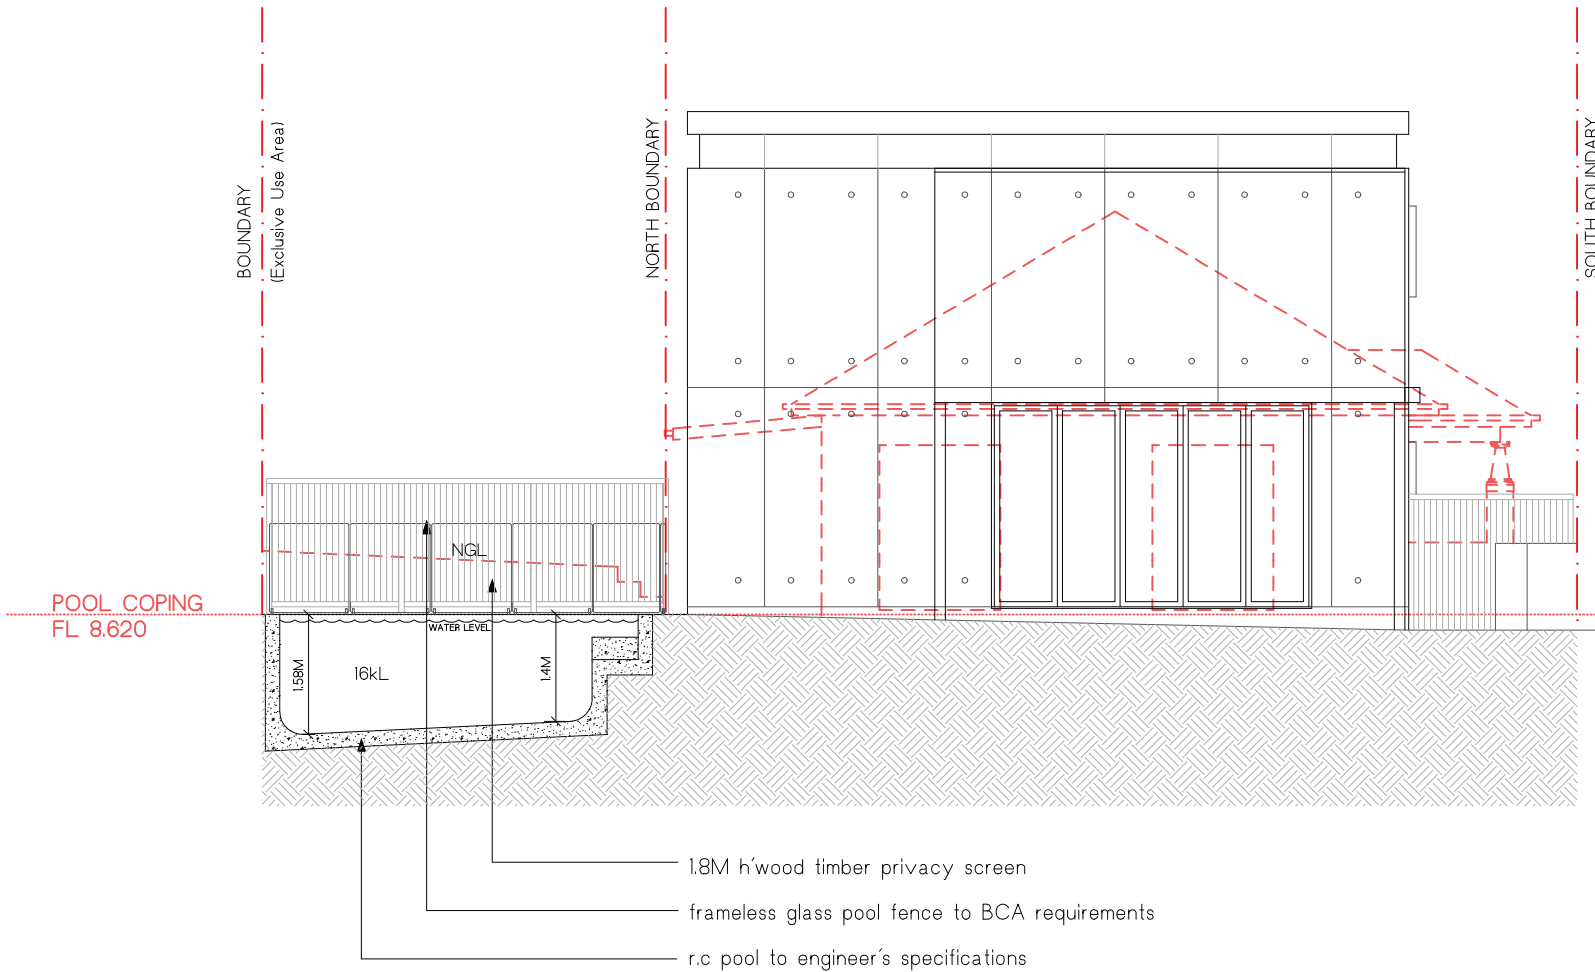 BOUNDARY
(Exclusive Use Area)
NORTH BOUNDARY
SOUTH BOUNDARY
NGL
POOL COPING
FL 8.620
WATER LEVEL
1.58M
16kL
1.4M
1.8M h'wood timber privacy screen
frameless glass pool fence to BCA requirements
r.c pool to engineer's specifications